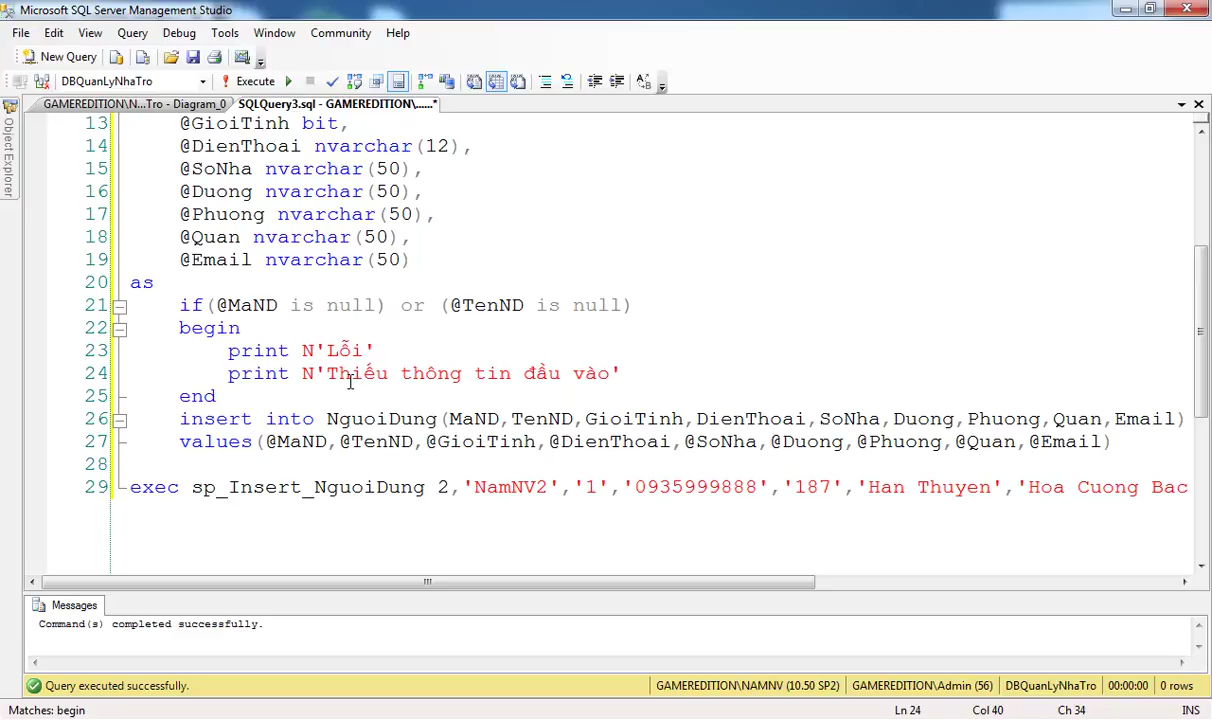 Microsoft SQL Server Management Studio
File Edit View Query Debug Tools Window Community Help
New Query
DBQuanLyNhaTro Execute
GAMEREDITION\N...Tro - Diagram_0 SQLQuery3.sql - GAMEREDITION\......*
Object Explorer
13 @GioiTinh bit,
14 @DienThoai nvarchar(12),
15 @SoNha nvarchar(50),
16 @Duong nvarchar(50),
17 @Phuong nvarchar(50),
18 @Quan nvarchar(50),
19 @Email nvarchar(50)
20 as
21 if(@MaND is null) or (@TenND is null)
22 begin
23 print N'Lỗi'
24 print N'Thiếu thông tin đầu vào'
25 end
26 insert into NguoiDung(MaND,TenND,GioiTinh,DienThoai,SoNha,Duong,Phuong,Quan,Email)
27 values(@MaND,@TenND,@GioiTinh,@DienThoai,@SoNha,@Duong,@Phuong,@Quan,@Email)
28
29 exec sp_Insert_NguoiDung 2,'NamNV2','1','0935999888','187','Han Thuyen','Hoa Cuong Bac
Messages
Command(s) completed successfully.
Query executed successfully. GAMEREDITION\NAMNV (10.50 SP2) GAMEREDITION\Admin (56) DBQuanLyNhaTro 00:00:00 0 rows
Matches: begin Ln 24 Col 40 Ch 34 INS